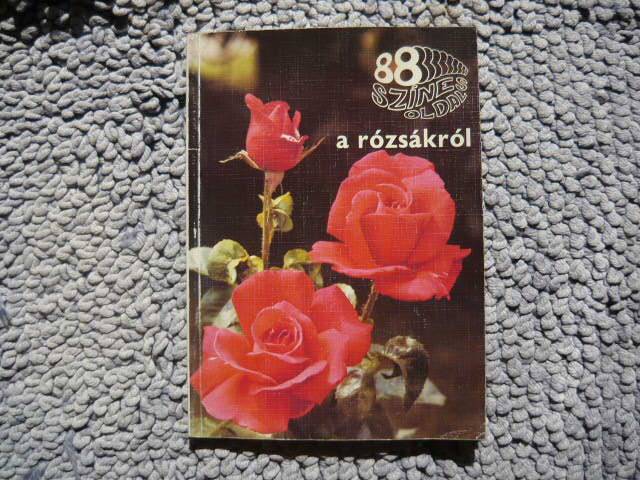 88
SZÍNES
OLDAL
a rózsákról